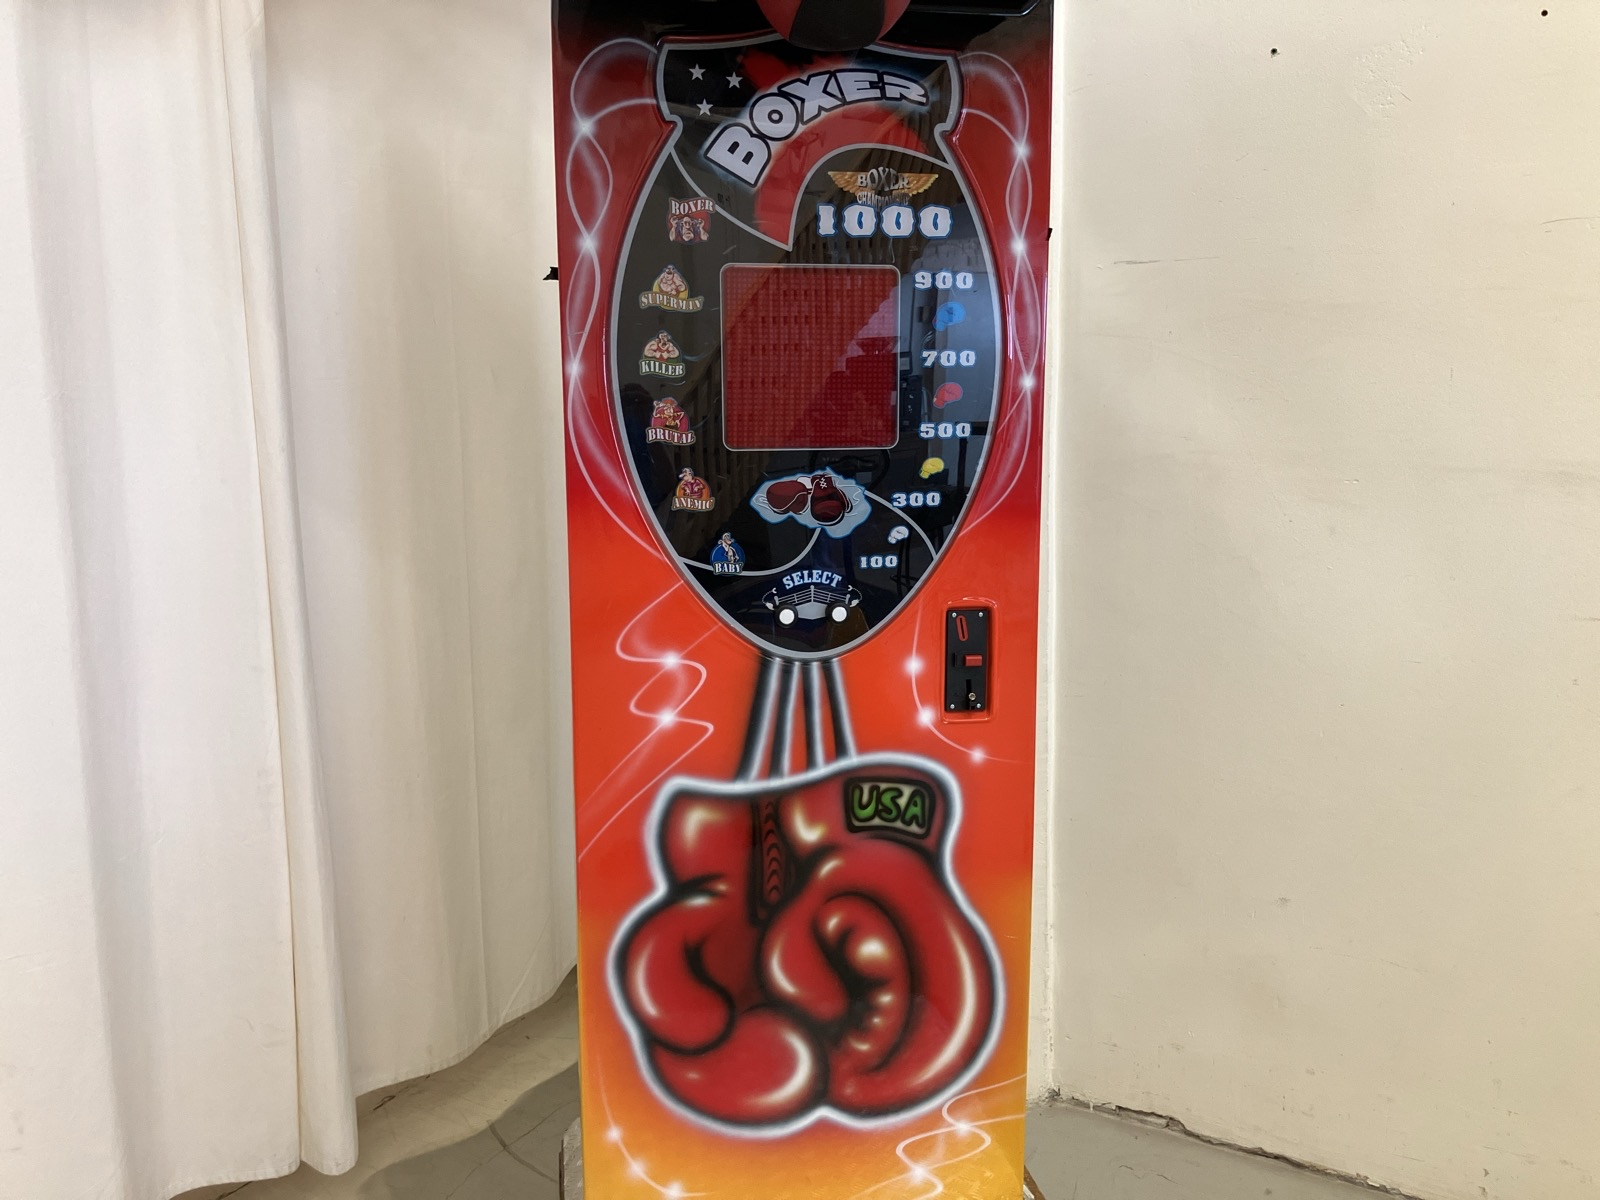 BOXER
BOXER
CHAMPIONSHIP
1000
BOXER
900
SUPERMAN
700
KILLER
500
BRUTAL
300
ANEMIC
100
BABY
SELECT
USA